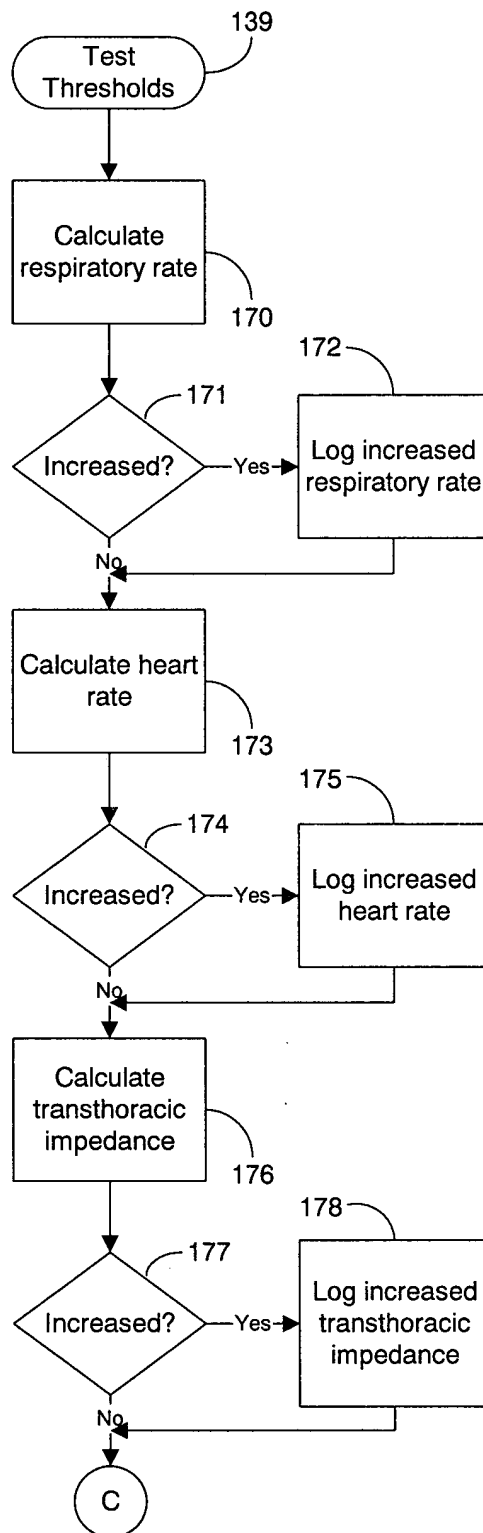 139
Test
Thresholds
Calculate
respiratory rate
170
171
172
Increased?
Yes
Log increased
respiratory rate
No
Calculate heart
rate
173
174
175
Increased?
Yes
Log increased
heart rate
No
Calculate
transthoracic
impedance
176
177
178
Increased?
Yes
Log increased
transthoracic
impedance
No
C